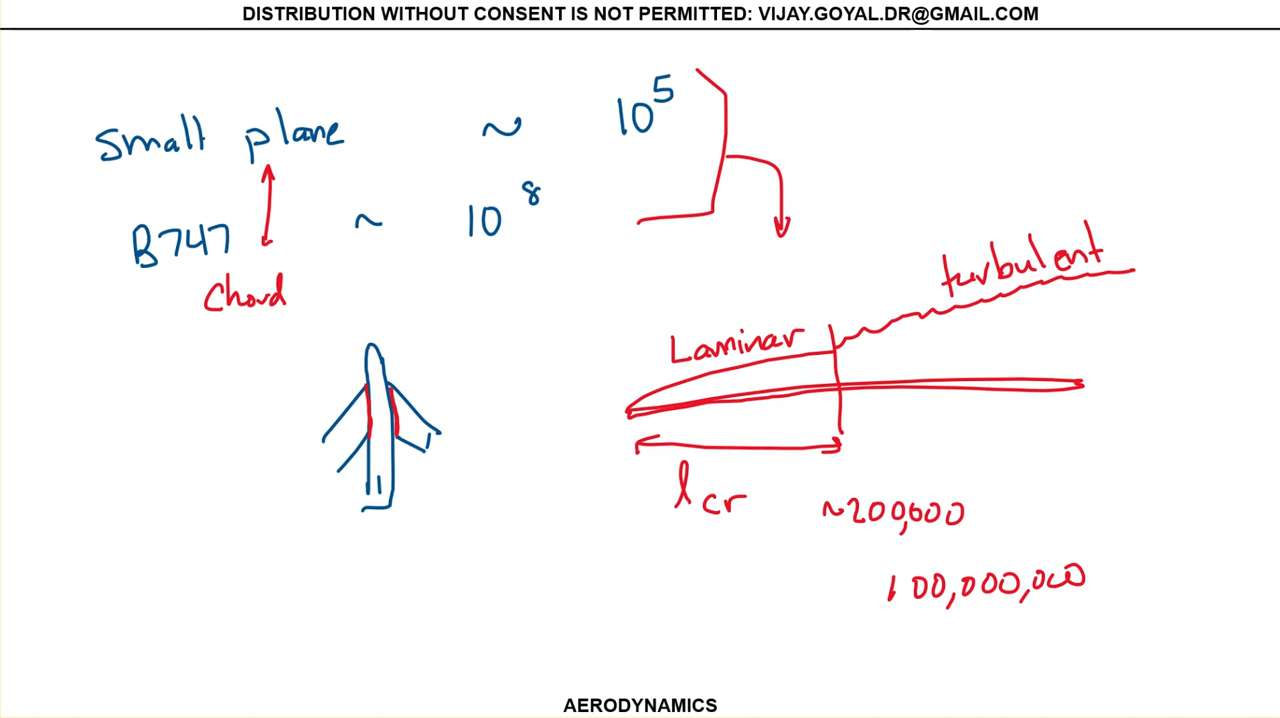 DISTRIBUTION WITHOUT CONSENT IS NOT PERMITTED: VIJAY.GOYAL.DR@GMAIL.COM
small plane ~ 10^5
B747 ~ 10^8
Chord
turbulent
Laminar
lcr ~200,000
100,000,000
AERODYNAMICS